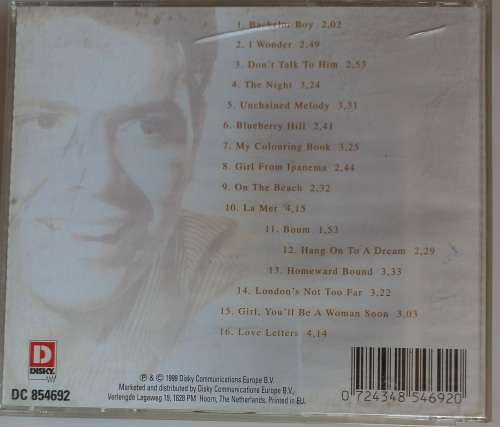 1. Bachelor Boy 2,02
2. I Wonder 2,49
3. Don't Talk To Him 2,53
4. The Night 3,24
5. Unchained Melody 3,31
6. Blueberry Hill 2,41
7. My Colouring Book 3,25
8. Girl From Ipanema 2,44
9. On The Beach 2,32
10. La Mer 4,15
11. Boum 1,53
12. Hang On To A Dream 2,29
13. Homeward Bound 3,33
14. London's Not Too Far 3,22
15. Girl, You'll Be A Woman Soon 3,03
16. Love Letters 4,14
D
DISKY
DC 854692
℗ & © 1998 Disky Communications Europe B.V.
Marketed and distributed by Disky Communications Europe B.V.,
Verlengde Lageweg 19, 1628 PM Hoorn, The Netherlands. Printed in EU.
0 724348 546920